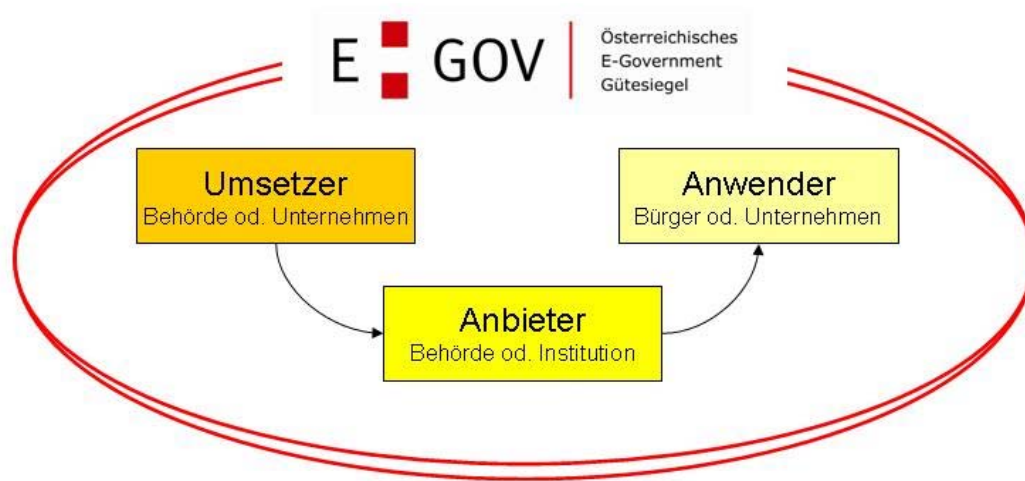 E GOV
Österreichisches
E-Government
Gütesiegel
Umsetzer
Behörde od. Unternehmen
Anwender
Bürger od. Unternehmen
Anbieter
Behörde od. Institution